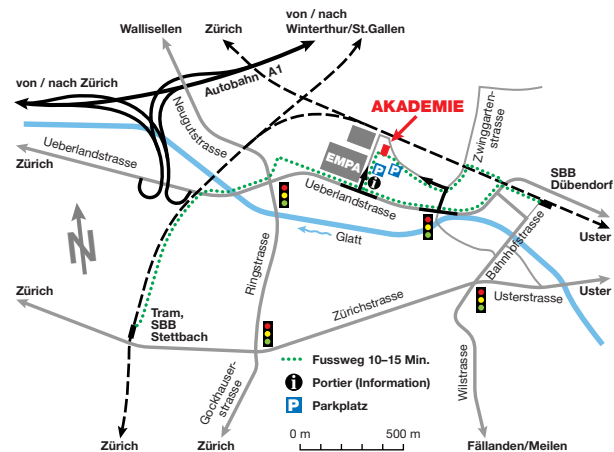 von / nach
Winterthur/St.Gallen
Wallisellen
Zürich
von / nach Zürich
Autobahn A1
Neugutstrasse
AKADEMIE
Zwinggarten-
strasse
EMPA
P P
i
Zürich
Ueberlandstrasse
Ueberlandstrasse
SBB
Dübendorf
Uster
N
Glatt
Bahnhofstrasse
Ringstrasse
Zürich
Zürichstrasse
Usterstrasse
Uster
Tram,
SBB
Stettbach
Gockhauser-
strasse
Wilstrasse
Fussweg 10–15 Min.
i Portier (Information)
P Parkplatz
0 m 500 m
Zürich
Zürich
Fällanden/Meilen